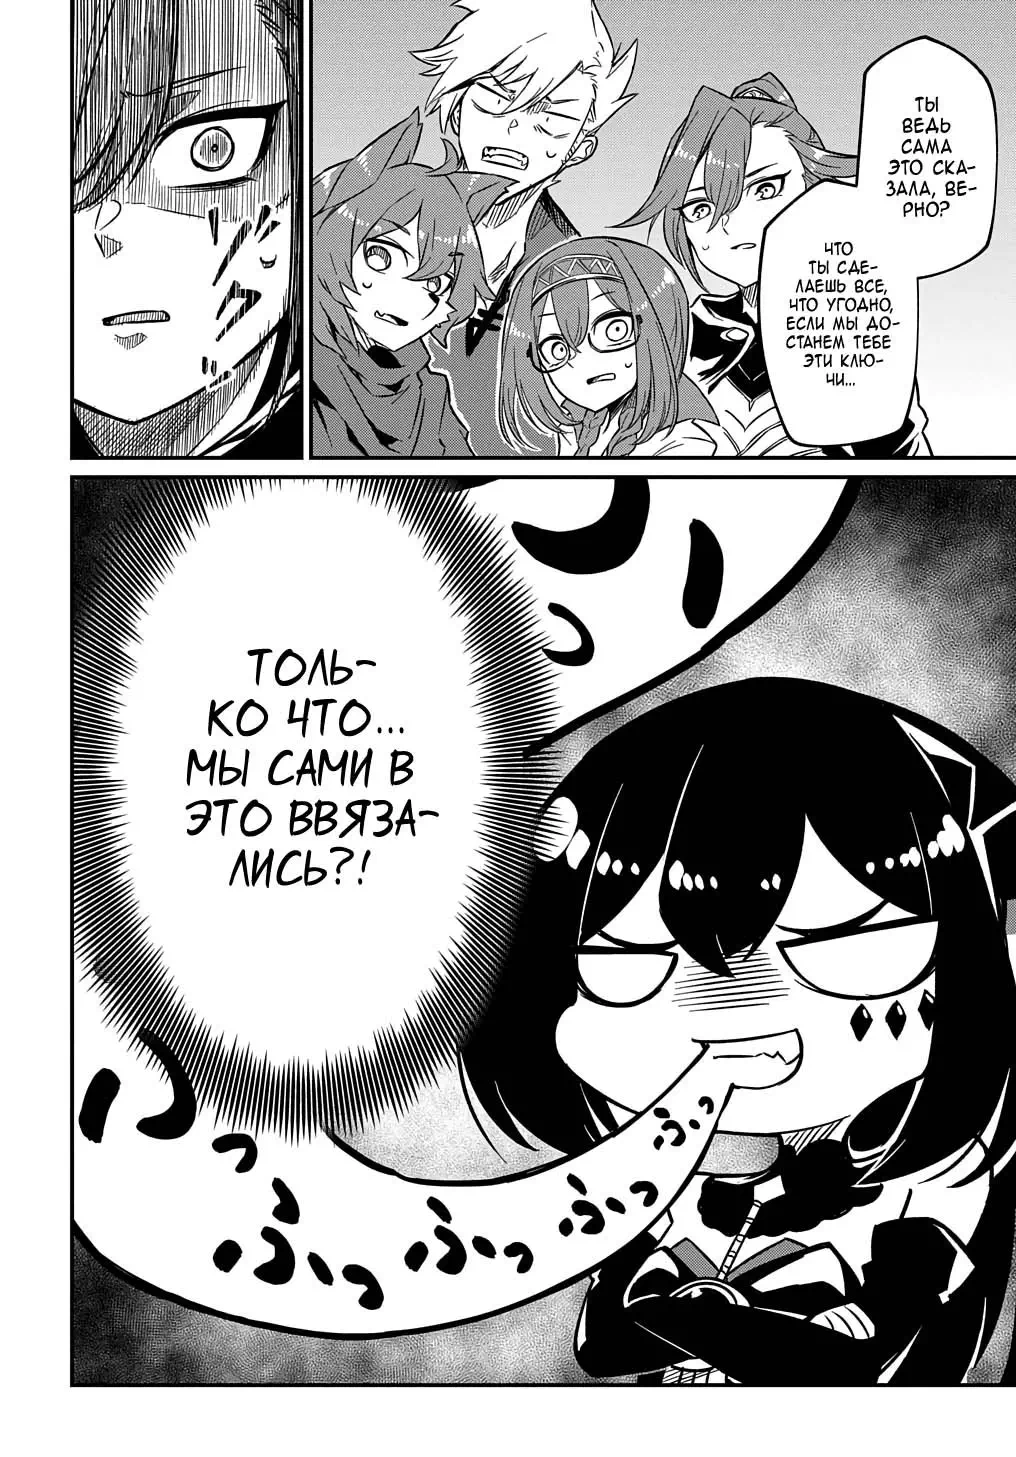 ТЫ
ВЕДЬ
САМА
ЭТО СКА-
ЗАЛА, ВЕ-
РНО?
ЧТО
ТЫ СДЕ-
ЛАЕШЬ ВСЕ,
ЧТО УГОДНО,
ЕСЛИ МЫ ДО-
СТАНЕМ ТЕБЕ
ЭТИ КЛЮ-
ЧИ...
ТОЛЬ-
КО ЧТО...
МЫ САМИ В
ЭТО ВВЯЗА-
ЛИСЬ?!
ふっ
ふっ
ふっ
ふっ